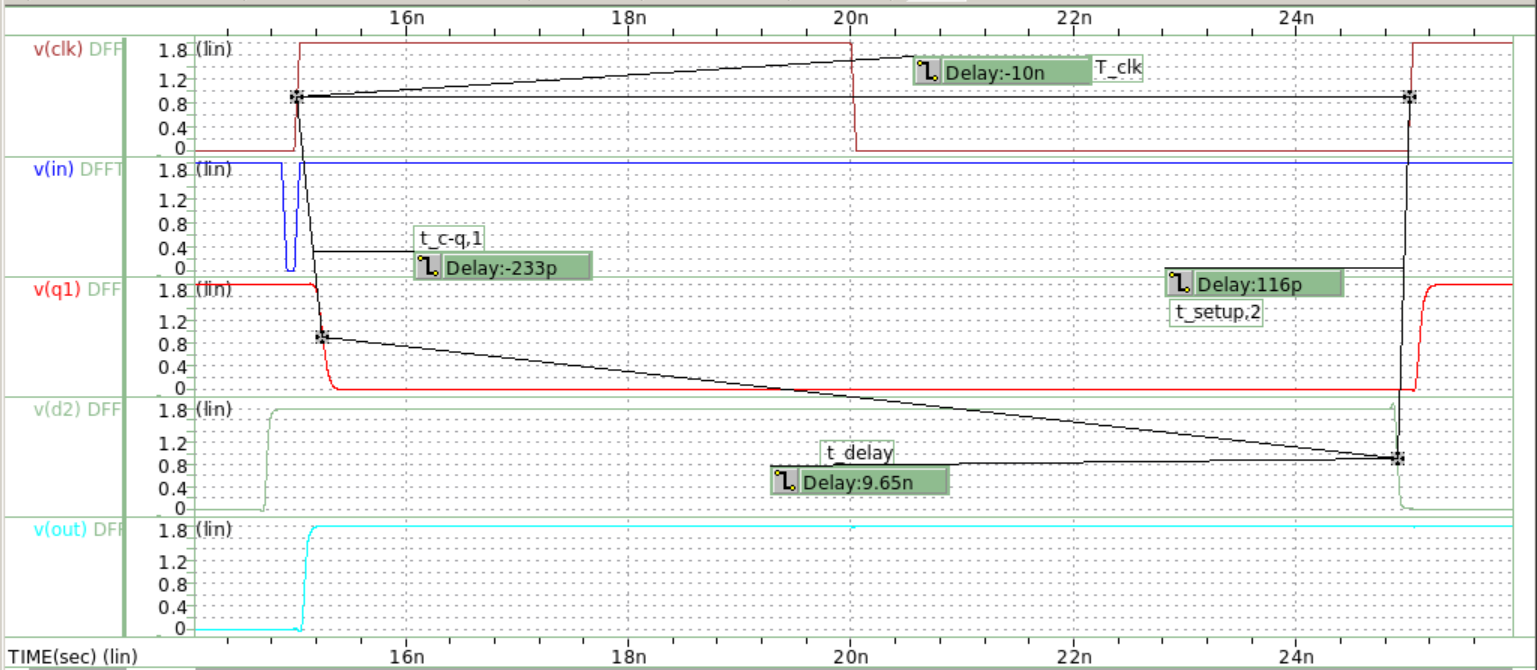 16n 18n 20n 22n 24n
v(clk) DFF 1.8 (lin)
1.2
0.8
0.4
0
Delay:-10n T_clk
v(in) DFFT 1.8 (lin)
1.2
0.8
0.4
0
t_c-q,1
Delay:-233p
v(q1) DFF 1.8 (lin)
1.2
0.8
0.4
0
Delay:116p
t_setup,2
v(d2) DFF 1.8 (lin)
1.2
0.8
0.4
0
t_delay
Delay:9.65n
v(out) DFF 1.8 (lin)
1.2
0.8
0.4
0
TIME(sec) (lin) 16n 18n 20n 22n 24n